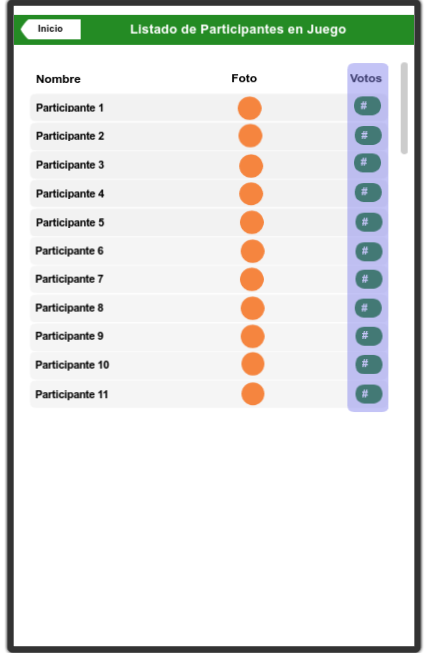 Inicio Listado de Participantes en Juego
Nombre Foto Votos
Participante 1 #
Participante 2 #
Participante 3 #
Participante 4 #
Participante 5 #
Participante 6 #
Participante 7 #
Participante 8 #
Participante 9 #
Participante 10 #
Participante 11 #